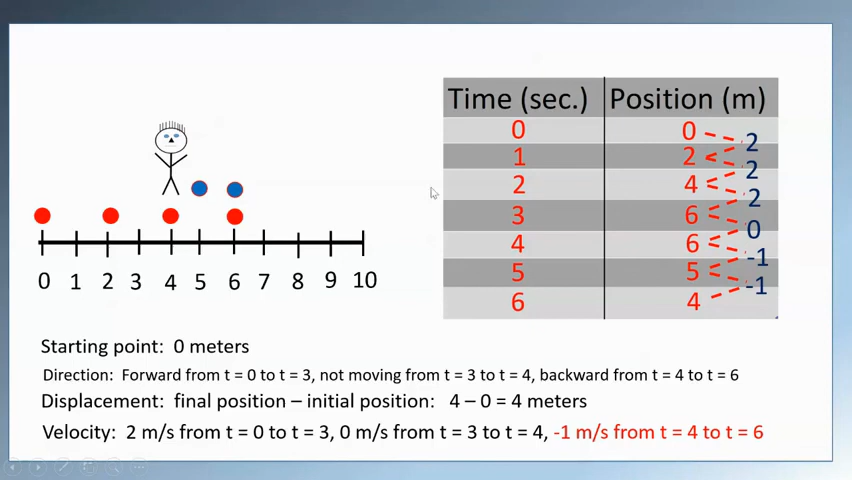 Time (sec.) Position (m)
0 0
2
1 2
2
2 4
2
3 6
0
4 6
-1
5 5
-1
6 4
0 1 2 3 4 5 6 7 8 9 10
Starting point: 0 meters
Direction: Forward from t = 0 to t = 3, not moving from t = 3 to t = 4, backward from t = 4 to t = 6
Displacement: final position – initial position: 4 – 0 = 4 meters
Velocity: 2 m/s from t = 0 to t = 3, 0 m/s from t = 3 to t = 4, -1 m/s from t = 4 to t = 6